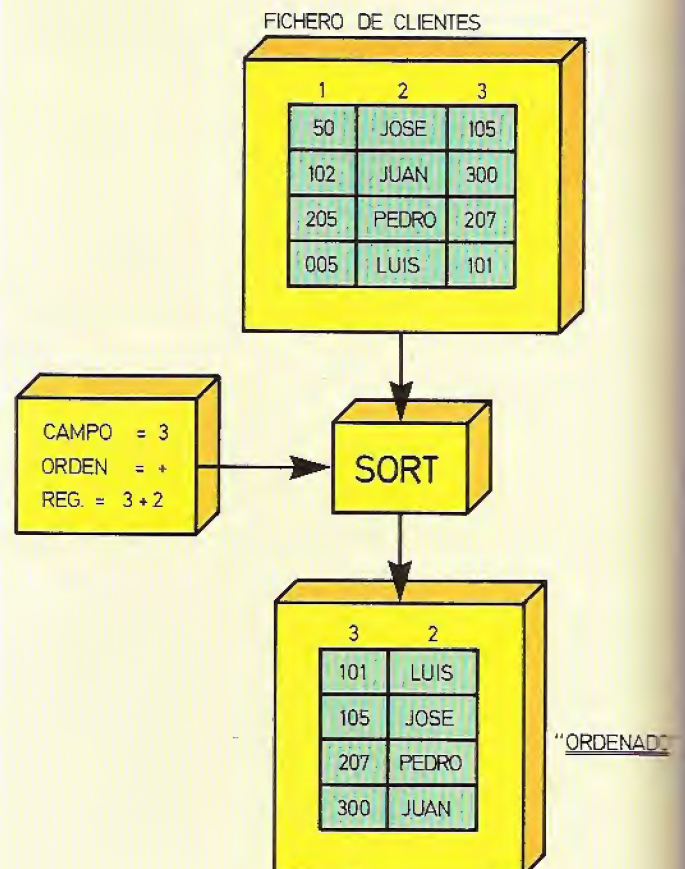 FICHERO DE CLIENTES
1 2 3
50 JOSE 105
102 JUAN 300
205 PEDRO 207
005 LUIS 101
CAMPO = 3
ORDEN = +
REG. = 3 + 2
SORT
3 2
101 LUIS
105 JOSE
207 PEDRO
300 JUAN
"ORDENADO"